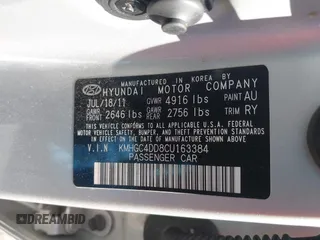 MANUFACTURED IN KOREA BY
HYUNDAI MOTOR COMPANY
JUL/18/11 GVWR 4916 lbs PAINT AU
GAWR FRONT 2646 lbs GAWR REAR 2756 lbs TRIM RY
THIS VEHICLE CONFORMS TO ALL APPLICABLE U.S.A. FEDERAL
MOTOR VEHICLE SAFETY, BUMPER, AND THEFT PREVENTION
STANDARDS IN EFFECT ON THE DATE OF MANUFACTURE SHOWN ABOVE.
V.I.N KMHGC4DD8CU163384
PASSENGER CAR
DREAMBID